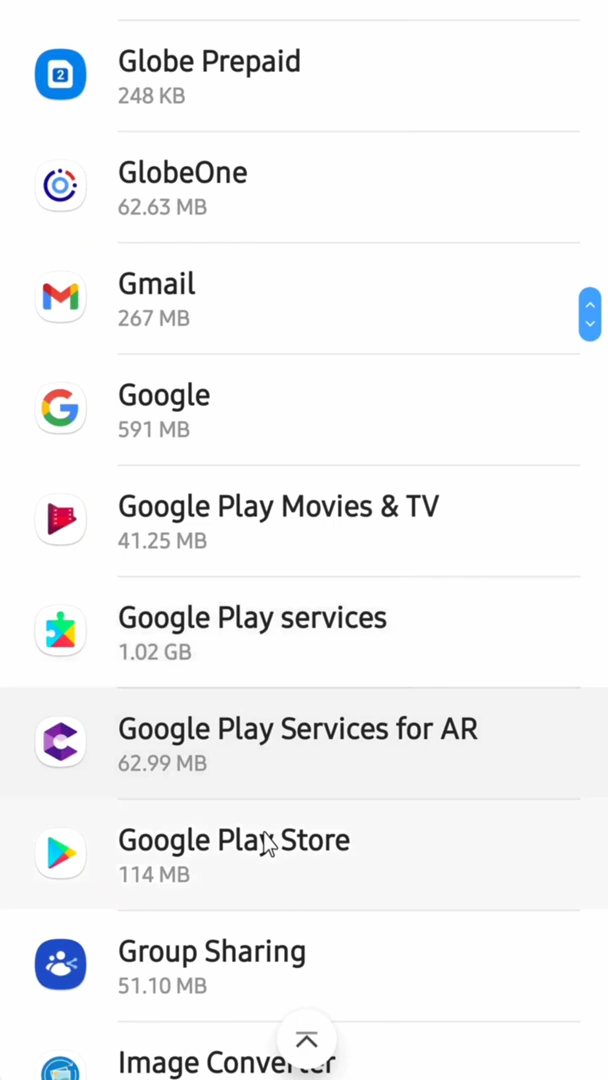 Globe Prepaid
248 KB
GlobeOne
62.63 MB
Gmail
267 MB
Google
591 MB
Google Play Movies & TV
41.25 MB
Google Play services
1.02 GB
Google Play Services for AR
62.99 MB
Google Play Store
114 MB
Group Sharing
51.10 MB
Image Converter